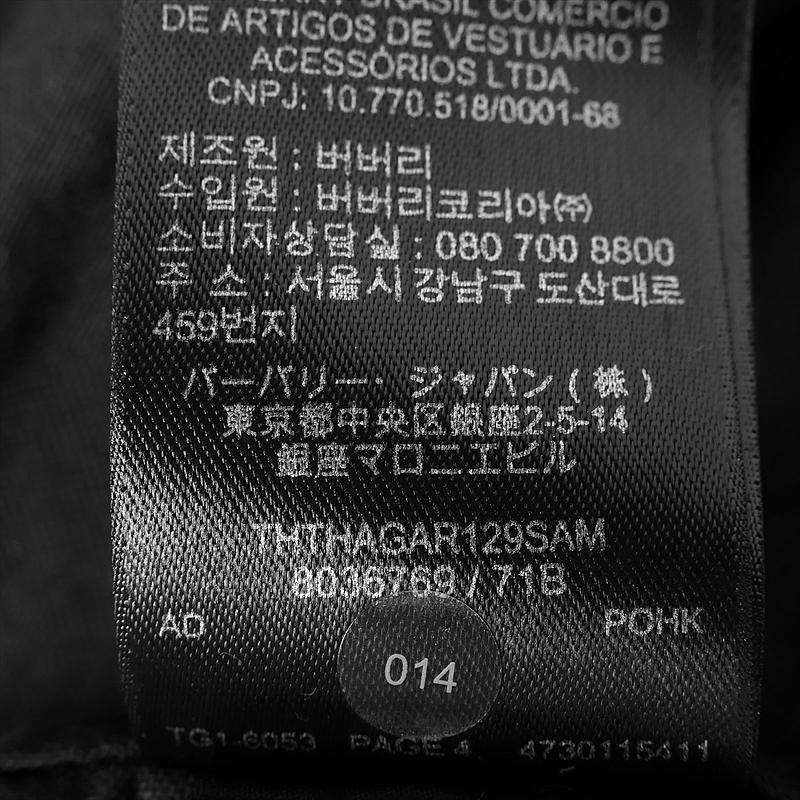 BRASIL COMERCIO
DE ARTIGOS DE VESTUÁRIO E
ACESSÓRIOS LTDA.
CNPJ: 10.770.518/0001-68
제조원 : 버버리
수입원 : 버버리코리아㈜
소비자상담실 : 080 700 8800
주 소 : 서울시 강남구 도산대로
459번지
バーバリー・ジャパン ( 株 )
東京都中央区銀座2-5-14
銀座マロニエビル
THTHAGAR129SAM
8036769 / 71B
AD POHK
014
TG1-6053 PAGE 4 4730115411